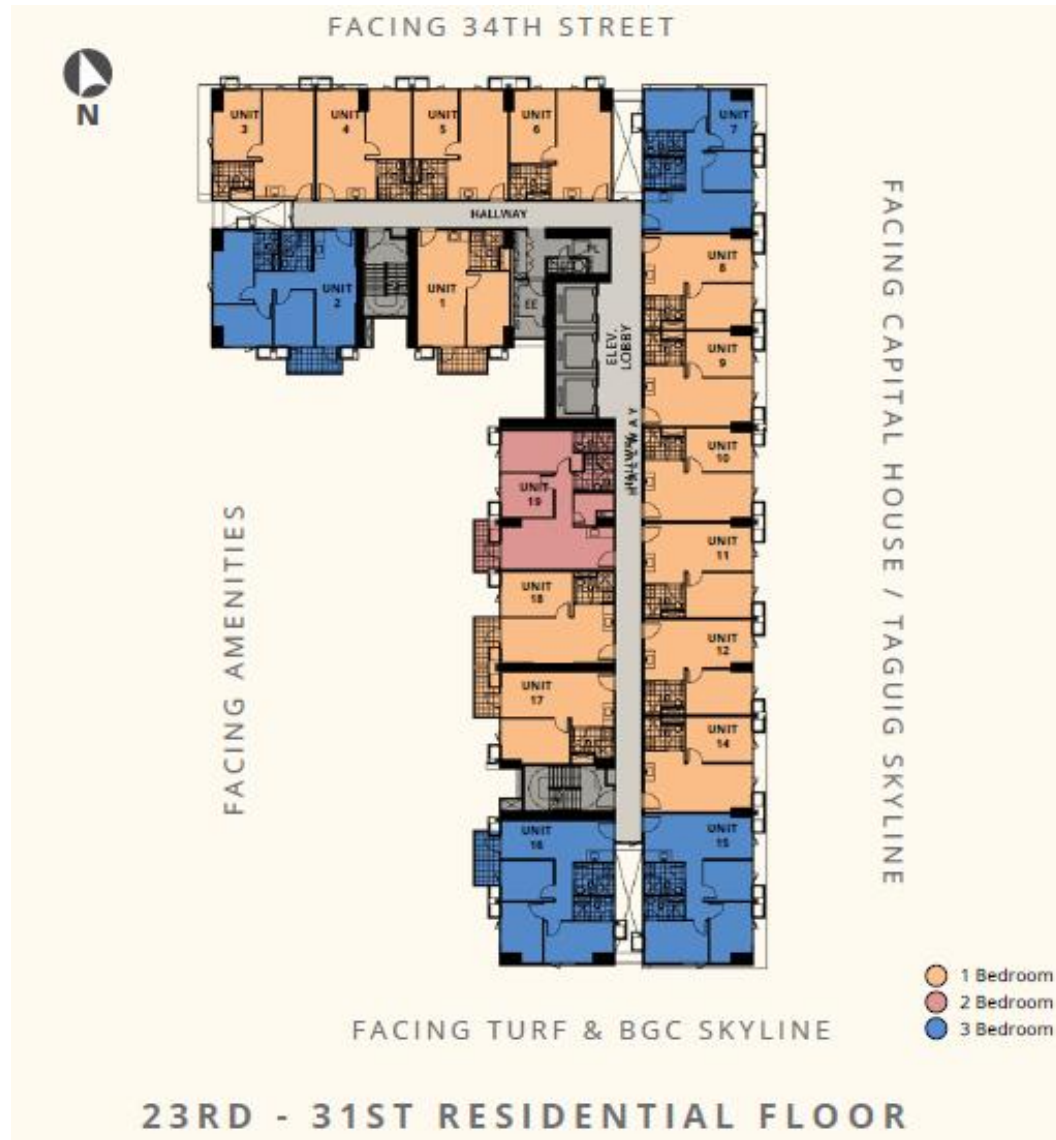 FACING 34TH STREET
N
UNIT
3
UNIT
4
UNIT
5
UNIT
6
UNIT
7
HALLWAY
UNIT
2
UNIT
1
PL
EE
ELEV.
LOBBY
UNIT
8
UNIT
9
UNIT
10
UNIT
11
UNIT
12
UNIT
14
UNIT
15
UNIT
19
UNIT
18
UNIT
17
UNIT
16
FACING AMENITIES
FACING CAPITAL HOUSE / TAGUIG SKYLINE
1 Bedroom
2 Bedroom
3 Bedroom
FACING TURF & BGC SKYLINE
23RD - 31ST RESIDENTIAL FLOOR